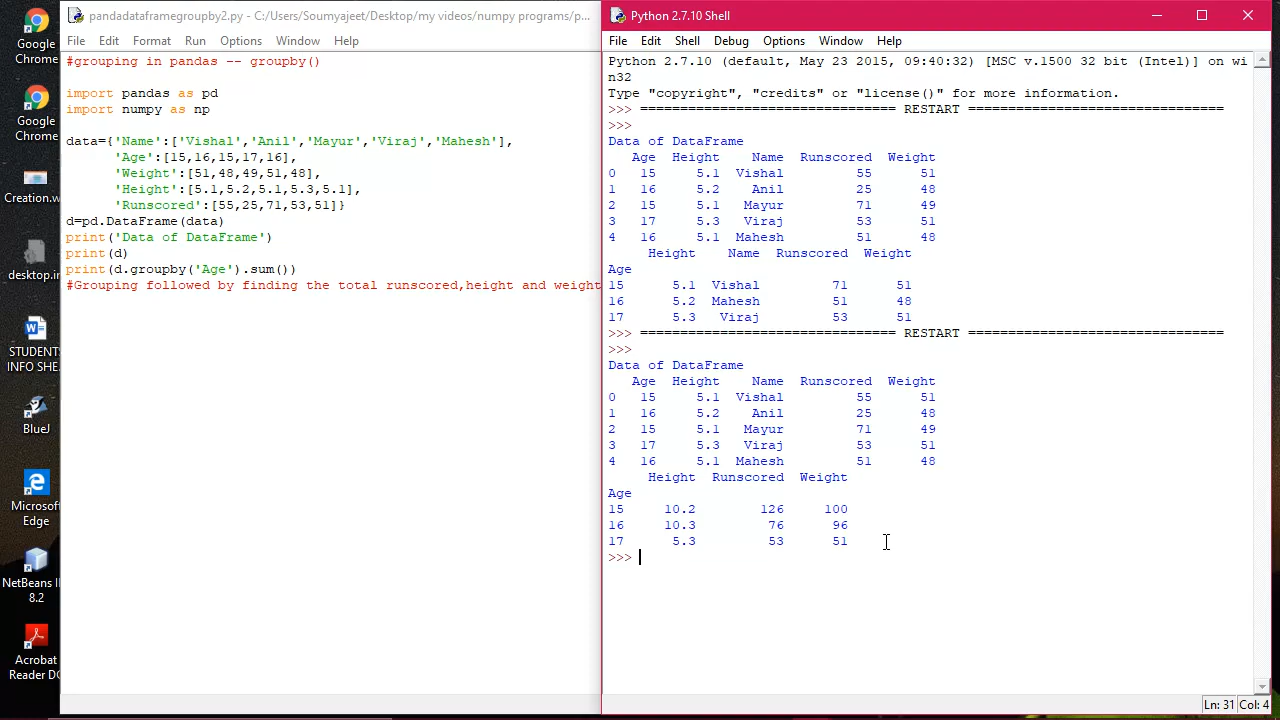 Google
Chrome
Google
Chrome
Creation.w
desktop.in
STUDENT
INFO SHE
BlueJ
Microsof
Edge
NetBeans I
8.2
Acrobat
Reader DC
pandadataframegroupby2.py - C:/Users/Soumyajeet/Desktop/my videos/numpy programs/p...
File Edit Format Run Options Window Help
#grouping in pandas -- groupby()
import pandas as pd
import numpy as np
data={'Name':['Vishal','Anil','Mayur','Viraj','Mahesh'],
'Age':[15,16,15,17,16],
'Weight':[51,48,49,51,48],
'Height':[5.1,5.2,5.1,5.3,5.1],
'Runscored':[55,25,71,53,51]}
d=pd.DataFrame(data)
print('Data of DataFrame')
print(d)
print(d.groupby('Age').sum())
#Grouping followed by finding the total runscored,height and weight
Python 2.7.10 Shell
File Edit Shell Debug Options Window Help
Python 2.7.10 (default, May 23 2015, 09:40:32) [MSC v.1500 32 bit (Intel)] on wi
n32
Type "copyright", "credits" or "license()" for more information.
>>> ================================ RESTART ================================
>>>
Data of DataFrame
Age Height Name Runscored Weight
0 15 5.1 Vishal 55 51
1 16 5.2 Anil 25 48
2 15 5.1 Mayur 71 49
3 17 5.3 Viraj 53 51
4 16 5.1 Mahesh 51 48
Height Name Runscored Weight
Age
15 5.1 Vishal 71 51
16 5.2 Mahesh 51 48
17 5.3 Viraj 53 51
>>> ================================ RESTART ================================
>>>
Data of DataFrame
Age Height Name Runscored Weight
0 15 5.1 Vishal 55 51
1 16 5.2 Anil 25 48
2 15 5.1 Mayur 71 49
3 17 5.3 Viraj 53 51
4 16 5.1 Mahesh 51 48
Height Runscored Weight
Age
15 10.2 126 100
16 10.3 76 96
17 5.3 53 51
>>>
Ln: 31 Col: 4